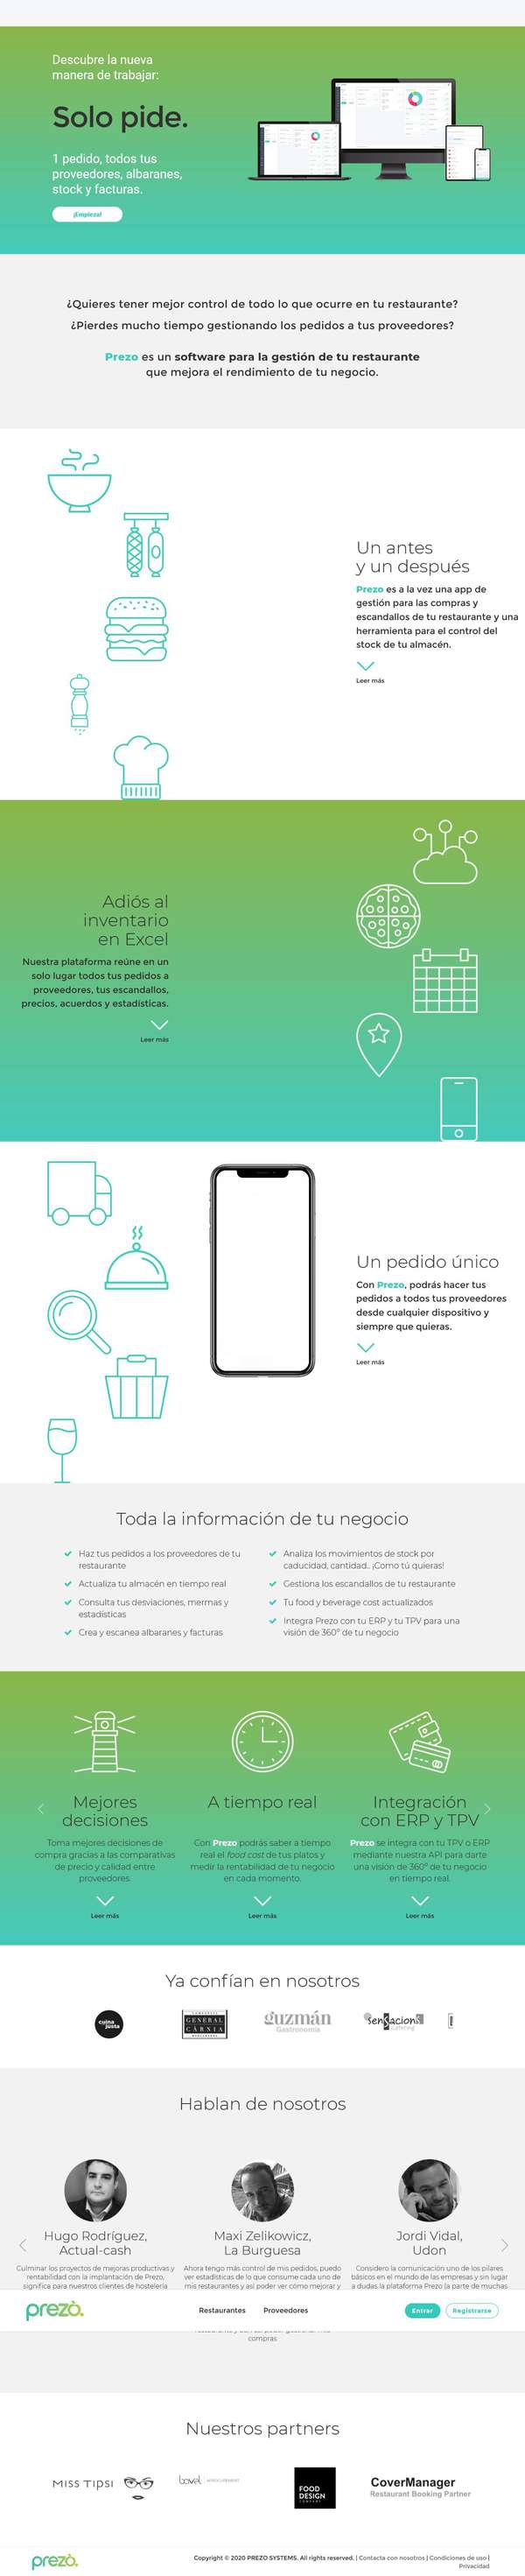 Descubre la nueva
manera de trabajar:
Solo pide.
1 pedido, todos tus
proveedores, albaranes,
stock y facturas.
¡Empieza!
¿Quieres tener mejor control de todo lo que ocurre en tu restaurante?
¿Pierdes mucho tiempo gestionando los pedidos a tus proveedores?
Prezo es un software para la gestión de tu restaurante
que mejora el rendimiento de tu negocio.
Un antes
y un después
Prezo es a la vez una app de
gestión para las compras y
escandallos de tu restaurante y una
herramienta para el control del
stock de tu almacén.
Leer más
Adiós al
inventario
en Excel
Nuestra plataforma reúne en un
solo lugar todos tus pedidos a
proveedores, tus escandallos,
precios, acuerdos y estadísticas.
Leer más
Un pedido único
Con Prezo, podrás hacer tus
pedidos a todos tus proveedores
desde cualquier dispositivo y
siempre que quieras.
Leer más
Toda la información de tu negocio
Haz tus pedidos a los proveedores de tu
restaurante
Actualiza tu almacén en tiempo real
Consulta tus desviaciones, mermas y
estadísticas
Crea y escanea albaranes y facturas
Analiza los movimientos de stock por
caducidad, cantidad.. ¡Como tú quieras!
Gestiona los escandallos de tu restaurante
Tu food y beverage cost actualizados
Integra Prezo con tu ERP y tu TPV para una
visión de 360º de tu negocio
Mejores
decisiones
Toma mejores decisiones de
compra gracias a las comparativas
de precio y calidad entre
proveedores.
Leer más
A tiempo real
Con Prezo podrás saber a tiempo
real el food cost de tus platos y
medir la rentabilidad de tu negocio
en cada momento.
Leer más
Integración
con ERP y TPV
Prezo se integra con tu TPV o ERP
mediante nuestra API para darte
una visión de 360º de tu negocio
en tiempo real.
Leer más
Ya confían en nosotros
cuina
justa
GENERAL
CÀRNIA
guzmán
Gastronomía
sensacions
catering
Hablan de nosotros
Hugo Rodríguez,
Actual-cash
Culminar los proyectos de mejoras productivas y
rentabilidad con la implantación de Prezo,
significa para nuestros clientes de hostelería
Maxi Zelikowicz,
La Burguesa
Ahora tengo más control de mis pedidos, puedo
ver estadísticas de lo que consume cada uno de
mis restaurantes y así poder ver cómo mejorar y
Jordi Vidal,
Udon
Considero la comunicación uno de los pilares
básicos en el mundo de las empresas y sin lugar
a dudas la plataforma Prezo (a parte de muchas
prezò.
Restaurantes
Proveedores
Entrar
Registrarse
compras.
Nuestros partners
MISS TIPSI
bovet
FOOD
DESIGN
COMPANY
CoverManager
Restaurant Booking Partner
prezò.
Copyright © 2020 PREZO SYSTEMS. All rights reserved. | Contacta con nosotros | Condiciones de uso |
Privacidad